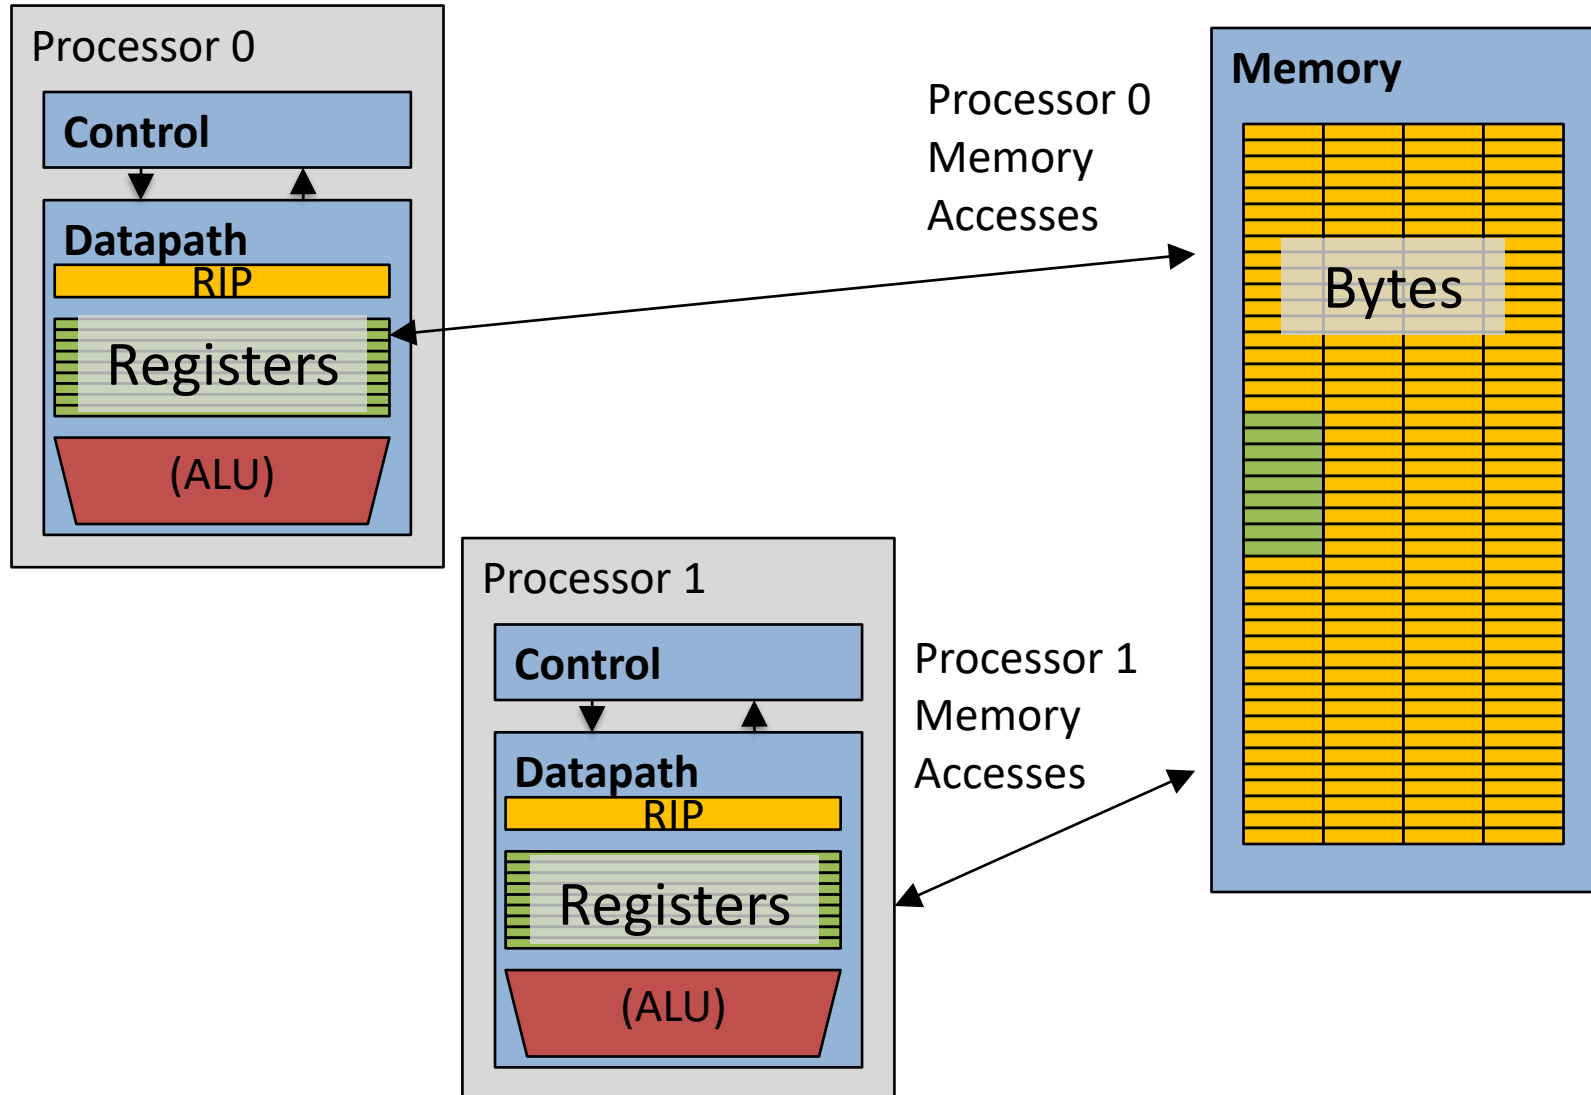 Processor 0
Control
Datapath
RIP
Registers
(ALU)
Processor 0
Memory
Accesses
Memory
Bytes
Processor 1
Control
Datapath
RIP
Registers
(ALU)
Processor 1
Memory
Accesses